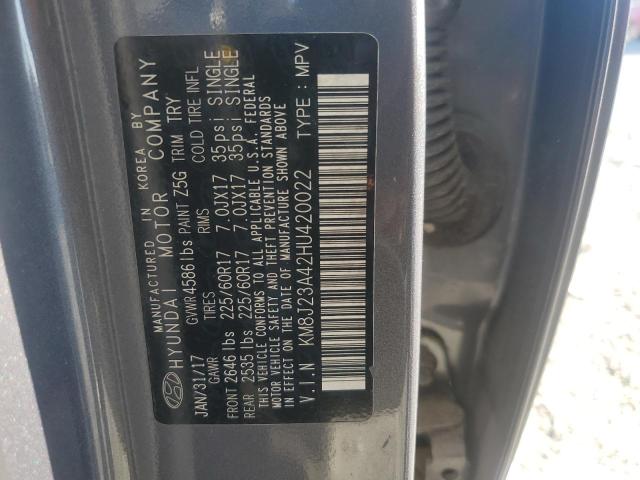 MANUFACTURED IN KOREA BY
HYUNDAI MOTOR COMPANY
JAN/31/17 GVWR 4586 lbs PAINT Z5G TRIM TRY
GAWR TIRES RIMS COLD TIRE INFL
FRONT 2646 lbs 225/60R17 7.0JX17 35psi SINGLE
REAR 2535 lbs 225/60R17 7.0JX17 35psi SINGLE
THIS VEHICLE CONFORMS TO ALL APPLICABLE U.S.A. FEDERAL
MOTOR VEHICLE SAFETY AND THEFT PREVENTION STANDARDS
IN EFFECT ON THE DATE OF MANUFACTURE SHOWN ABOVE
V.I.N KM8J23A42HU420022 TYPE : MPV